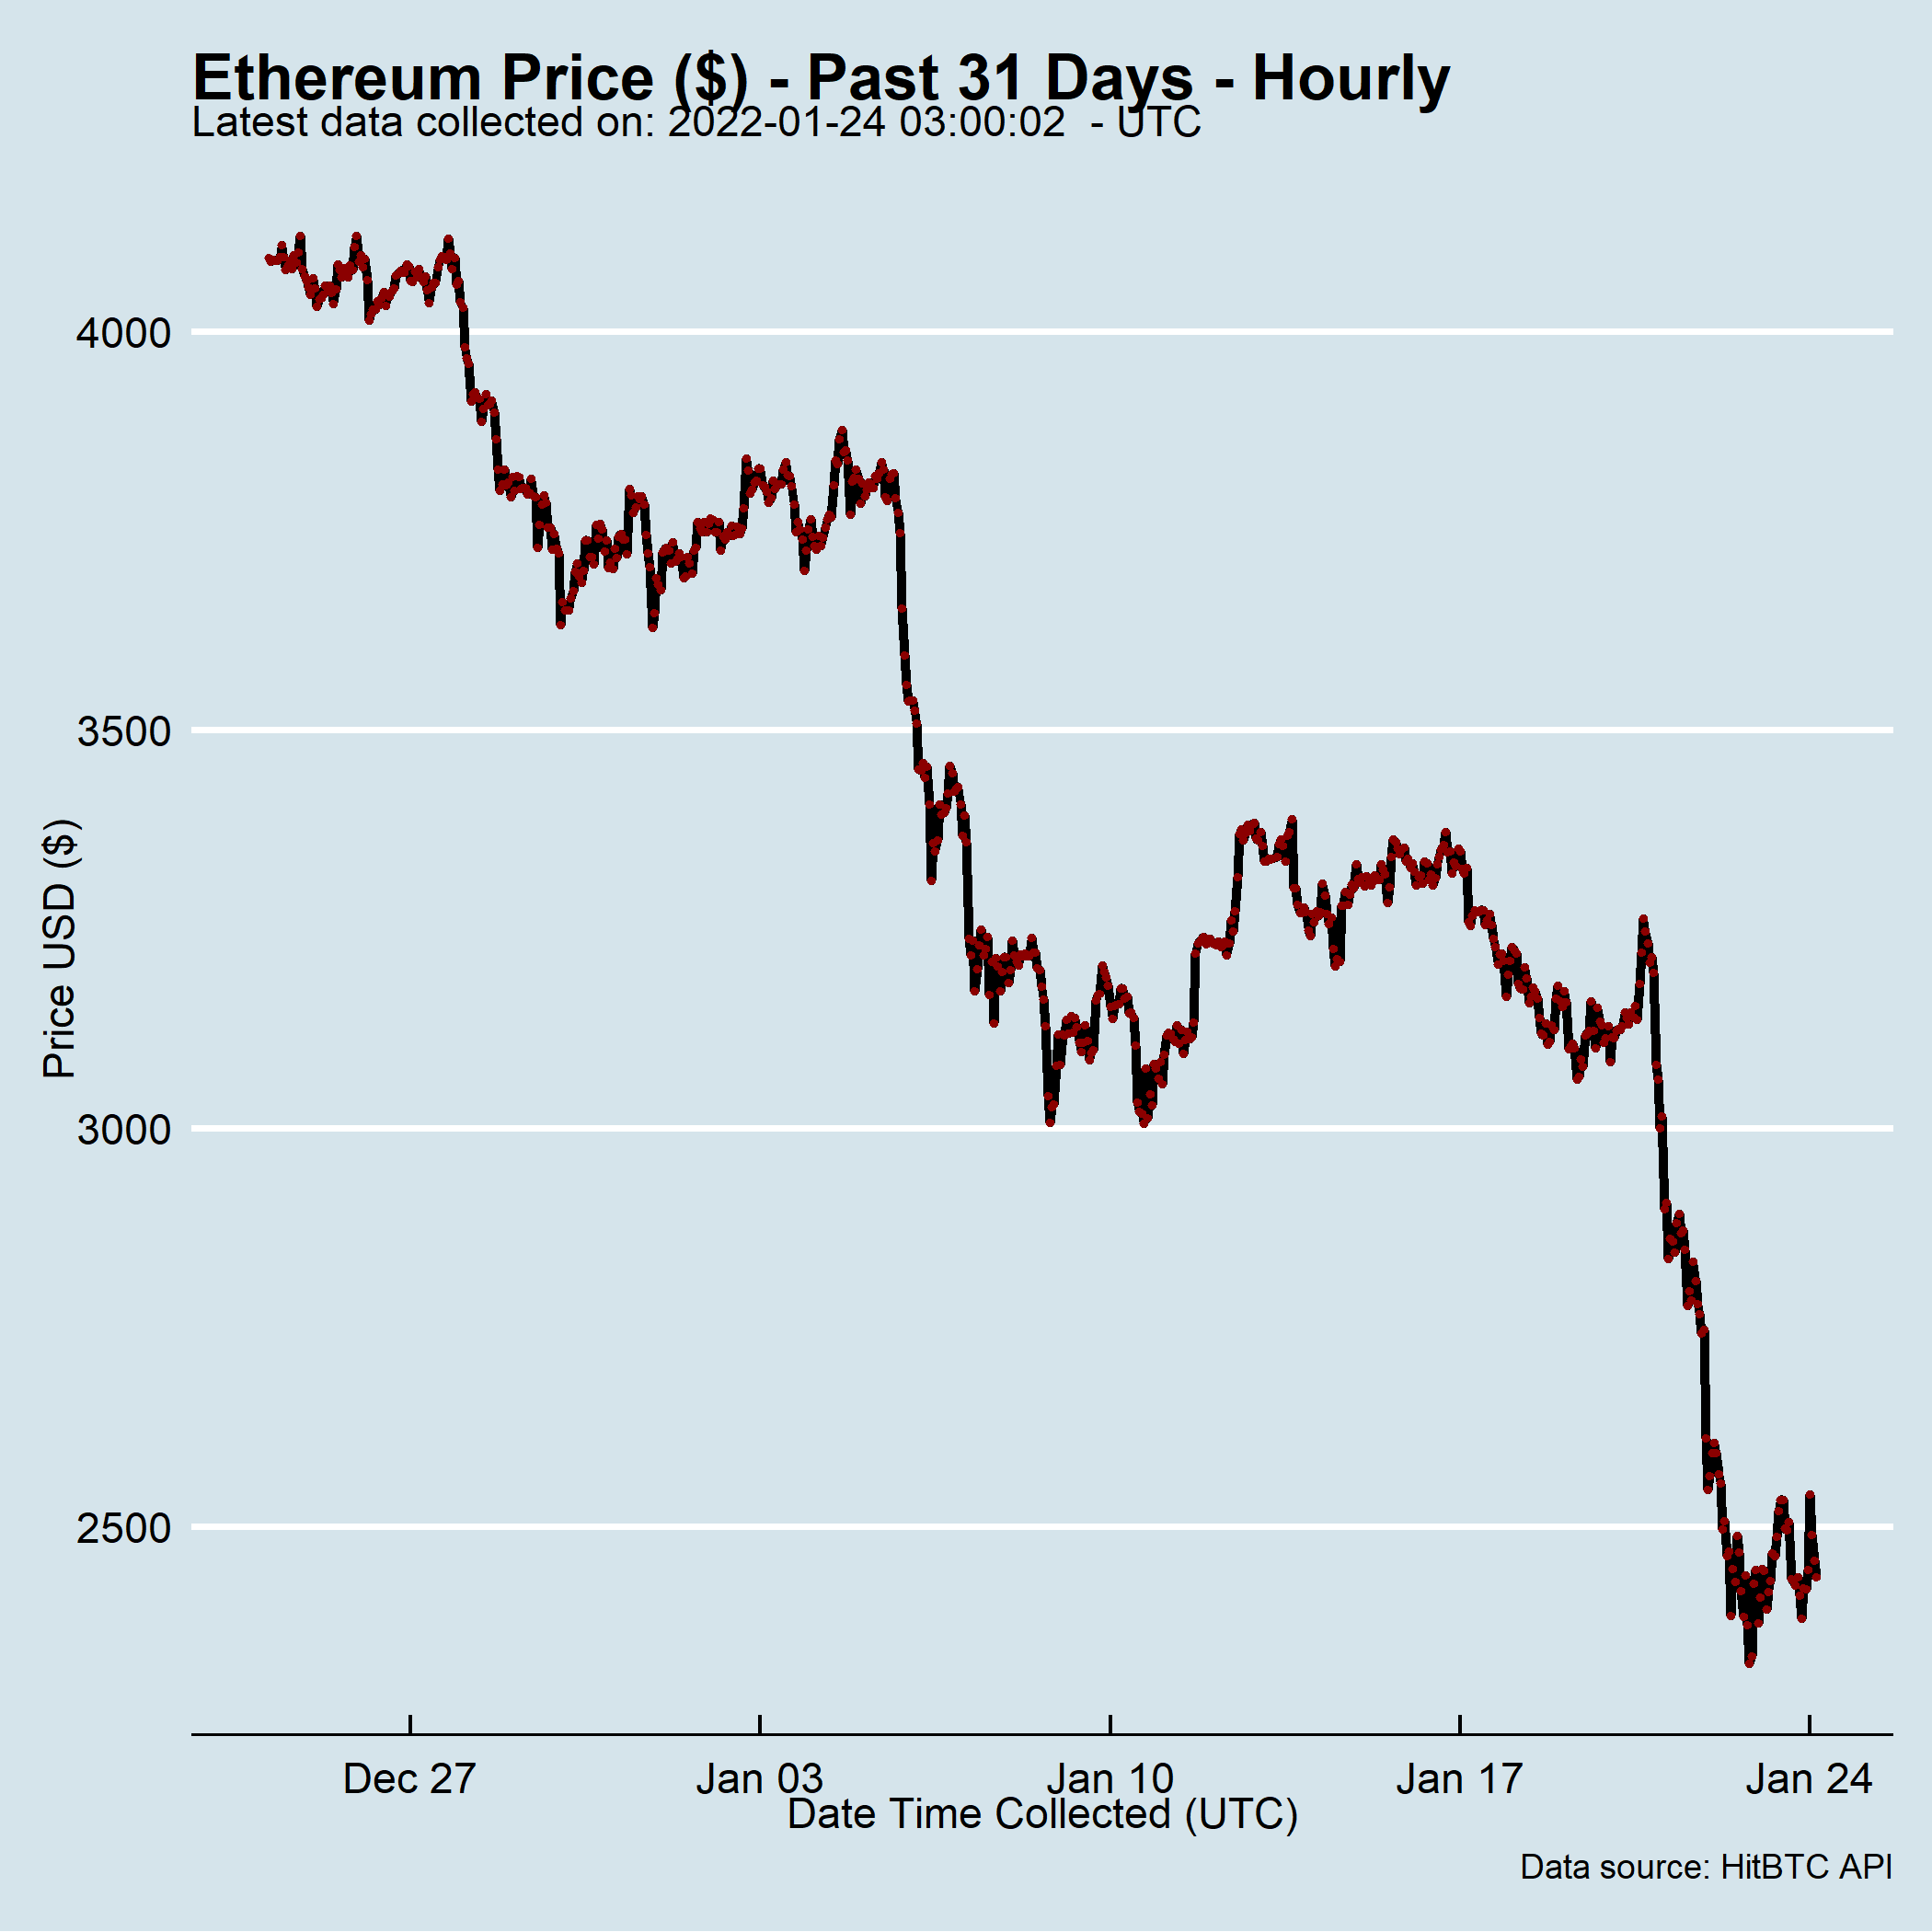 Ethereum Price ($) - Past 31 Days - Hourly
Latest data collected on: 2022-01-24 03:00:02  - UTC
4000
3500
3000
2500
Price USD ($)
Dec 27 Jan 03 Jan 10 Jan 17 Jan 24
Date Time Collected (UTC)
Data source: HitBTC API